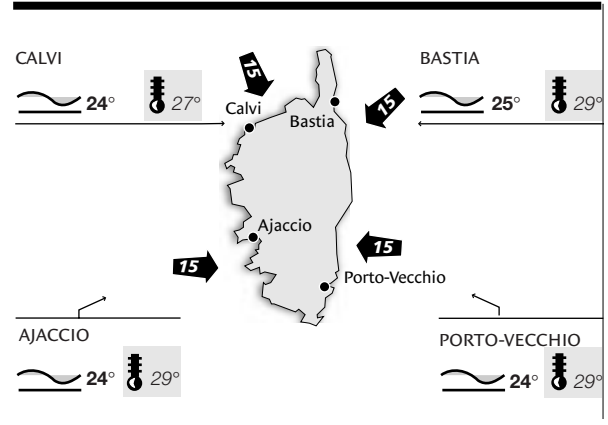 CALVI
24° 27°
BASTIA
25° 29°
15
15
Calvi
Bastia
Ajaccio
15
15
Porto-Vecchio
AJACCIO
24° 29°
PORTO-VECCHIO
24° 29°